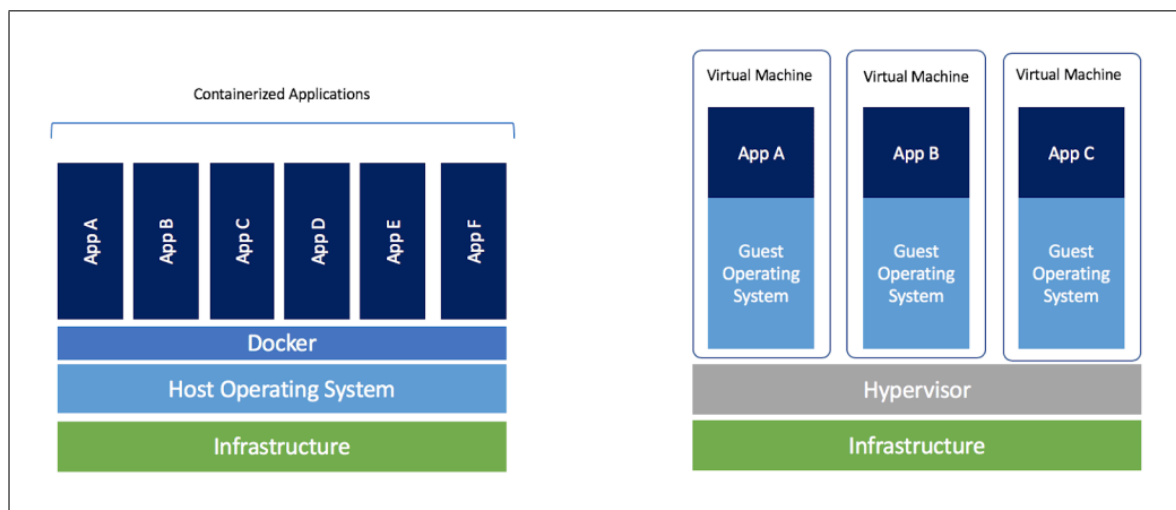 Containerized Applications
App A
App B
App C
App D
App E
App F
Docker
Host Operating System
Infrastructure
Virtual Machine
App A
Guest
Operating
System
Virtual Machine
App B
Guest
Operating
System
Virtual Machine
App C
Guest
Operating
System
Hypervisor
Infrastructure